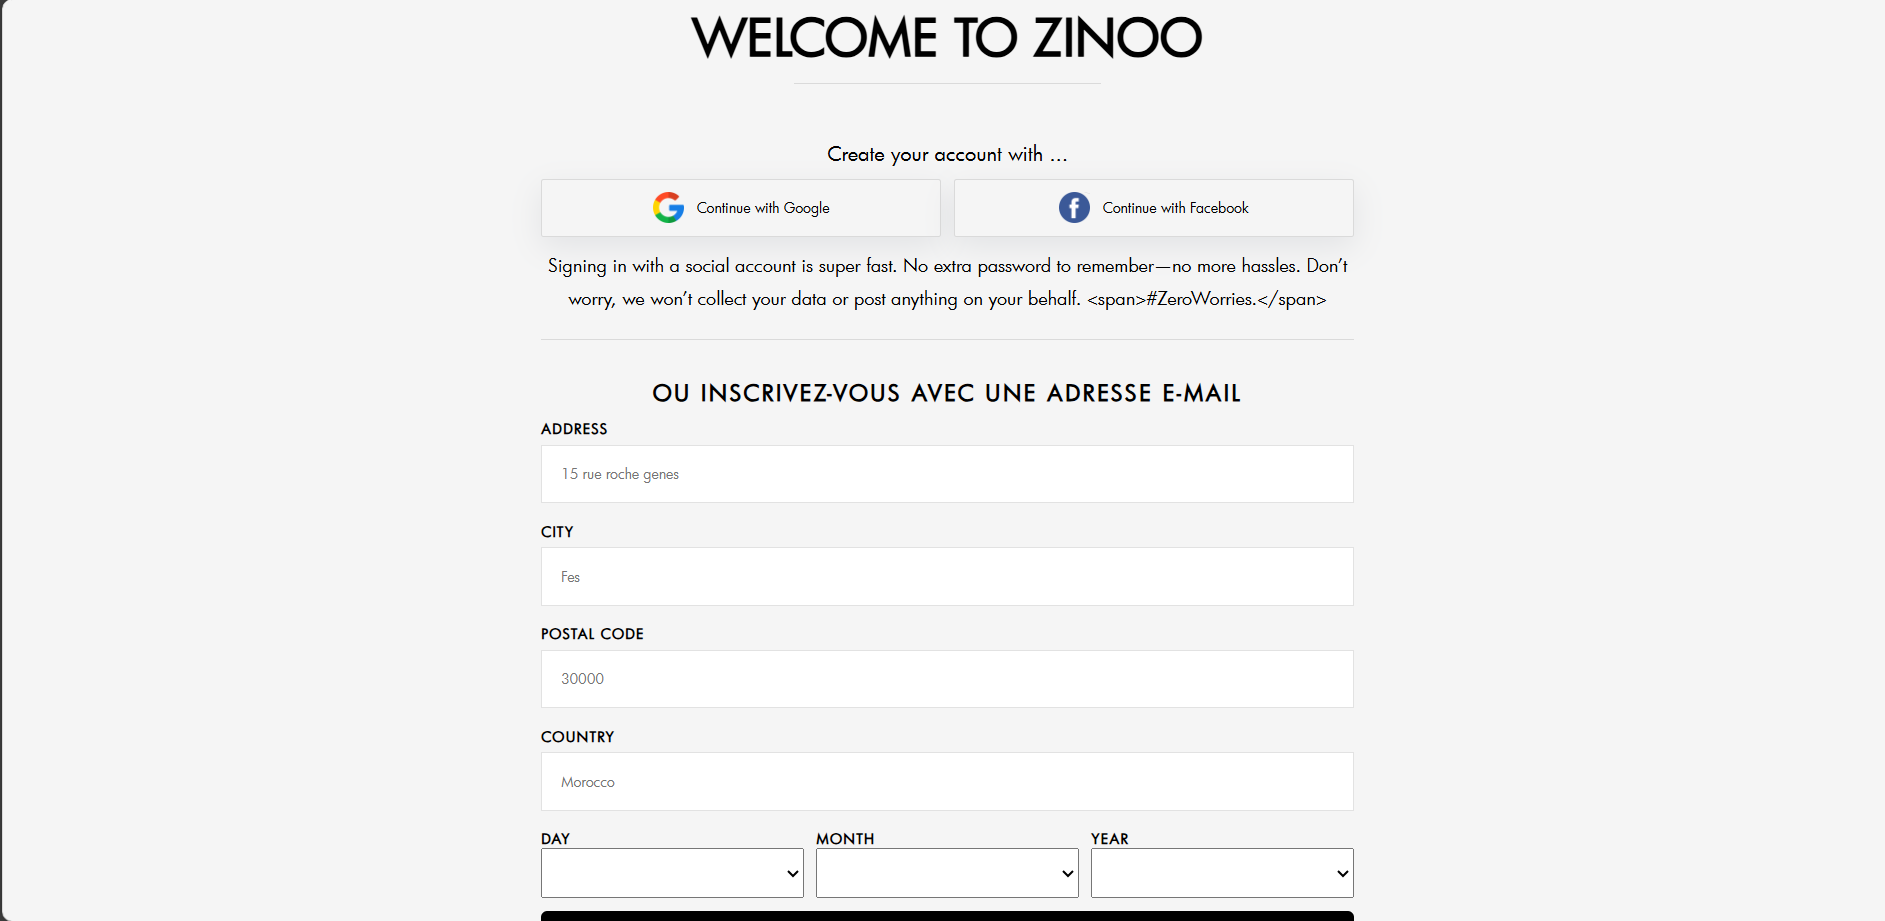 WELCOME TO ZINOO
Create your account with ...
Continue with Google
Continue with Facebook
Signing in with a social account is super fast. No extra password to remember—no more hassles. Don’t
worry, we won’t collect your data or post anything on your behalf. <span>#ZeroWorries.</span>
OU INSCRIVEZ-VOUS AVEC UNE ADRESSE E-MAIL
ADDRESS
15 rue roche genes
CITY
Fes
POSTAL CODE
30000
COUNTRY
Morocco
DAY
MONTH
YEAR